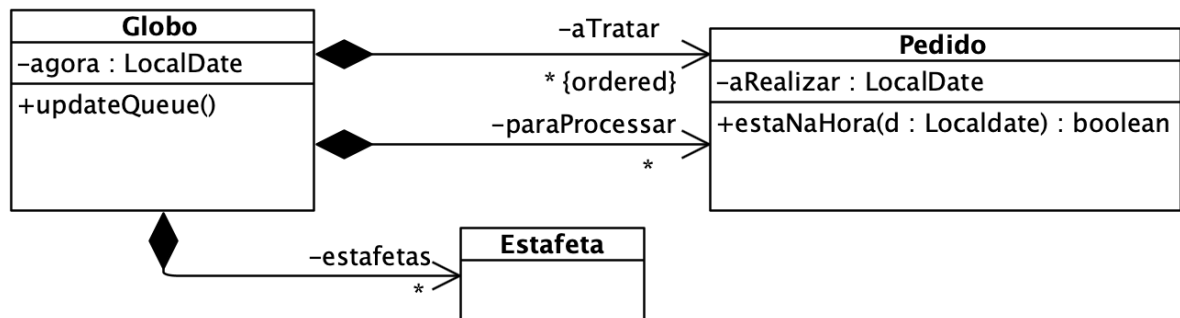 Globo
-agora : LocalDate
+updateQueue()
-aTratar
* {ordered}
-paraProcessar
*
Pedido
-aRealizar : LocalDate
+estaNaHora(d : Localdate) : boolean
-estafetas
*
Estafeta